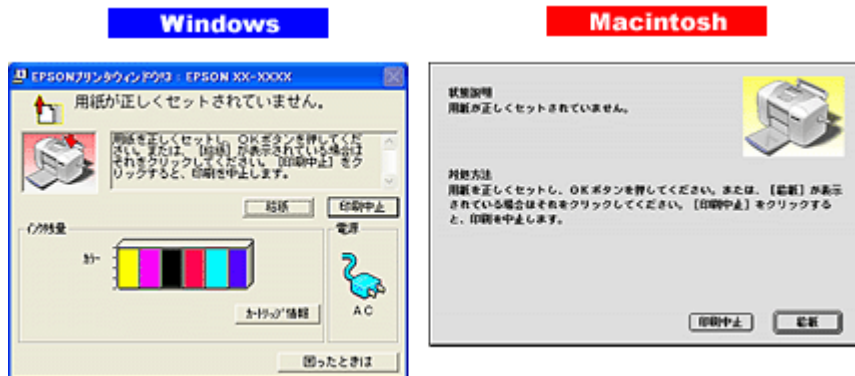 Windows
Macintosh
EPSONプリンタウィンドウ!3 : EPSON XX-XXXX
用紙が正しくセットされていません。
用紙を正しくセットし、OKボタンを押してくだ
さい。または、[給紙]が表示されている場合は
それをクリックしてください。[印刷中止]をク
リックすると、印刷を中止します。
給紙
印刷中止
インク残量
カラー
カートリッジ情報
電源
AC
困ったときは
状態説明
用紙が正しくセットされていません。
対処方法
用紙を正しくセットし、OKボタンを押してください。または、[給紙]が表示
されている場合はそれをクリックしてください。[印刷中止]をクリックする
と、印刷を中止します。
印刷中止
給紙